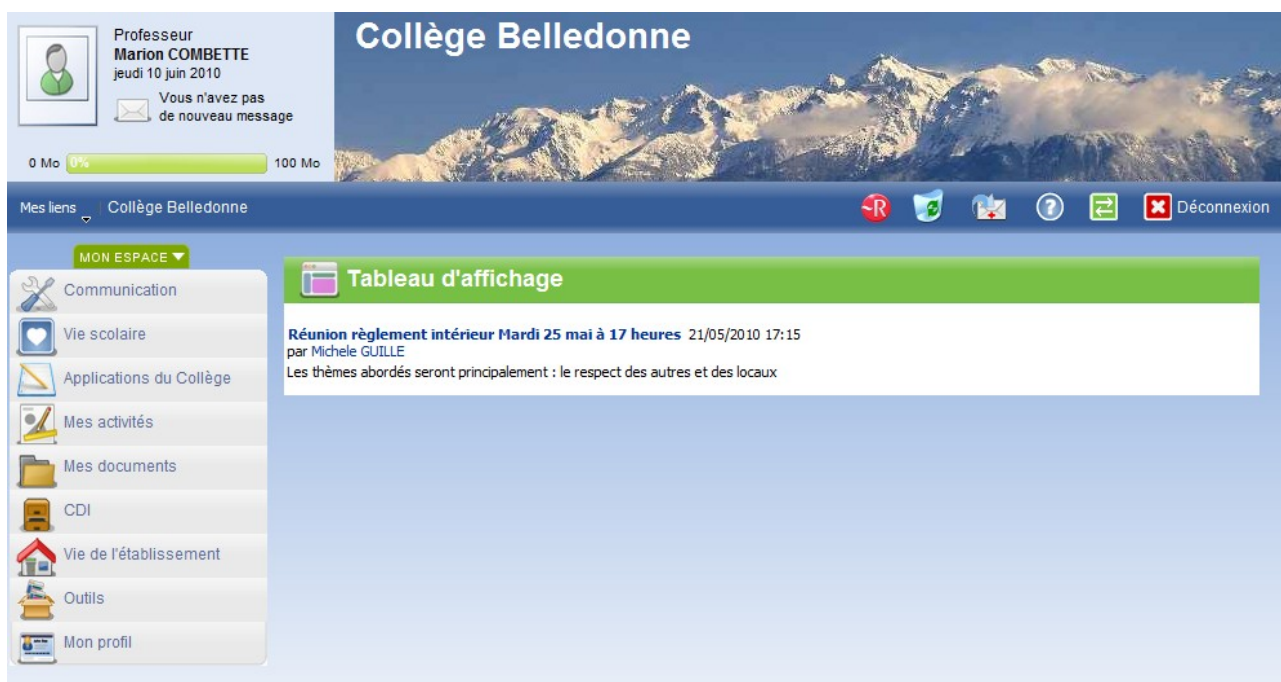 Professeur
Marion COMBETTE
jeudi 10 juin 2010
Vous n'avez pas
de nouveau message
0 Mo 0% 100 Mo
Collège Belledonne
Mes liens Collège Belledonne
R ? Déconnexion
MON ESPACE
Communication
Vie scolaire
Applications du Collège
Mes activités
Mes documents
CDI
Vie de l'établissement
Outils
Mon profil
Tableau d'affichage
Réunion règlement intérieur Mardi 25 mai à 17 heures 21/05/2010 17:15
par Michele GUILLE
Les thèmes abordés seront principalement : le respect des autres et des locaux